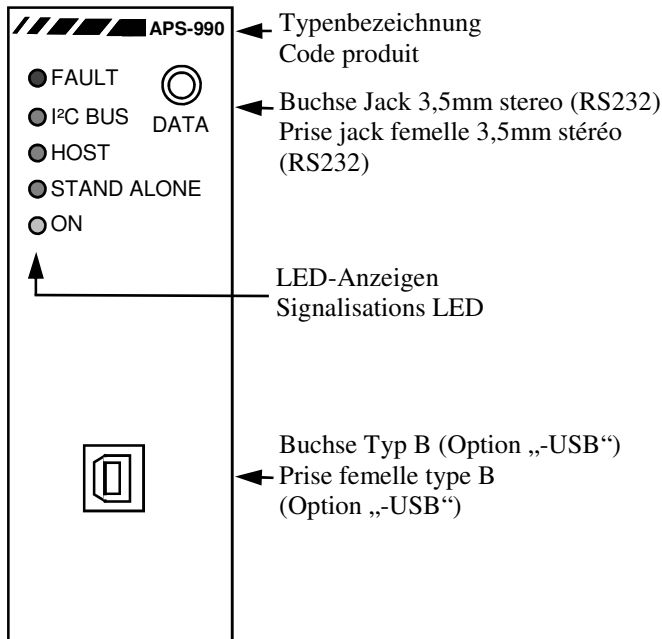 APS-990
Typenbezeichnung
Code produit
FAULT
I²C BUS
HOST
STAND ALONE
ON
DATA
Buchse Jack 3,5mm stereo (RS232)
Prise jack femelle 3,5mm stéréo
(RS232)
LED-Anzeigen
Signalisations LED
Buchse Typ B (Option „-USB“)
Prise femelle type B
(Option „-USB“)